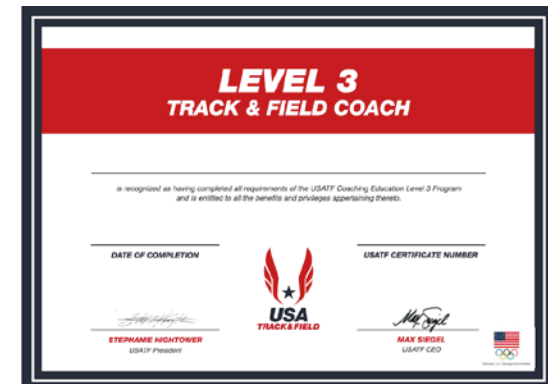 LEVEL 3
TRACK & FIELD COACH
is recognized as having completed all requirements of the USATF Coaching Education Level 3 Program
and is entitled to all the benefits and privileges appertaining thereto.
DATE OF COMPLETION
USATF CERTIFICATE NUMBER
USA
TRACK & FIELD
STEPHANIE HIGHTOWER
USATF President
MAX SIEGEL
USATF CEO